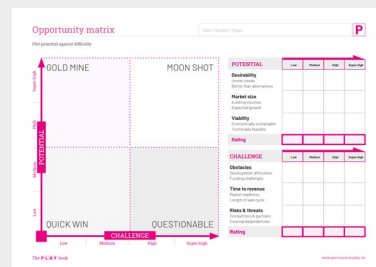 Opportunity matrix
Date / Author / Topic
P
Plot potential against difficulty
GOLD MINE
MOON SHOT
QUICK WIN
QUESTIONABLE
POTENTIAL
Super high
High
Medium
Low
CHALLENGE
Low
Medium
High
Super high
POTENTIAL
Low
Medium
High
Super high
Desirability
Unmet needs
Better than alternatives
Market size
Existing volumes
Expected growth
Viability
Economically sustainable
Technically feasible
Rating
CHALLENGE
Low
Medium
High
Super high
Obstacles
Development difficulties
Funding challenges
Time to revenue
Market readiness
Length of sale cycle
Risks & threats
Competitors & partners
External dependencies
Rating
The PLAY book